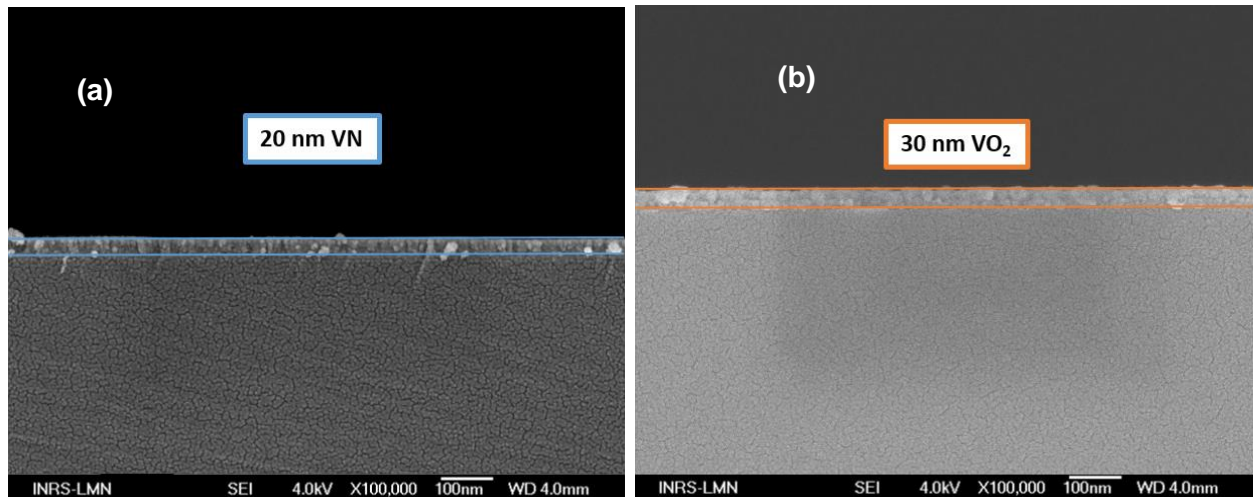 (a)
20 nm VN
INRS-LMN SEI 4.0kV X100,000 100nm WD 4.0mm
(b)
30 nm VO₂
INRS-LMN SEI 4.0kV X100,000 100nm WD 4.0mm